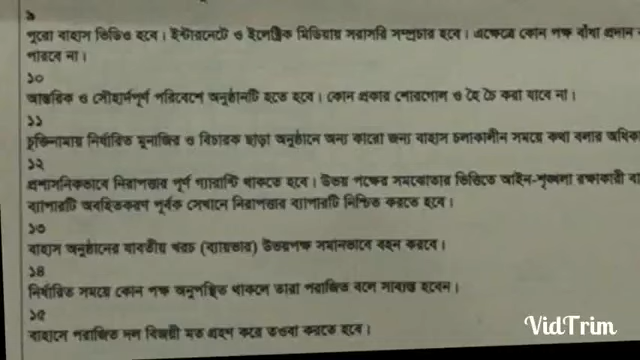 ৯
পুরো বাহাস ভিডিও হবে। ইন্টারনেটে ও ইলেক্ট্রিক মিডিয়ায় সরাসরি সম্প্রচার হবে। এক্ষেত্রে কোন পক্ষ বাঁধা প্রদান
পারবে না।
১০
আন্তরিক ও সৌহার্দপূর্ণ পরিবেশে অনুষ্ঠানটি হতে হবে। কোন প্রকার শোরগোল ও হৈ চৈ করা যাবে না।
১১
চুক্তিনামায় নির্ধারিত মুনাজির ও বিচারক ছাড়া অনুষ্ঠানে অন্য কারো জন্য বাহাস চলাকালীন সময়ে কথা বলার
১২
প্রশাসনিকভাবে নিরাপত্তার পূর্ণ গ্যারান্টি থাকতে হবে। উভয় পক্ষের সমঝোতার ভিত্তিতে আইন-শৃঙ্খলা রক্ষাকারী
ব্যাপারটি অবহিতকরণ পূর্বক সেখানে নিরাপত্তার ব্যাপারটি নিশ্চিত করতে হবে।
১৩
বাহাস অনুষ্ঠানের যাবতীয় খরচ (ব্যয়ভার) উভয়পক্ষ সমানভাবে বহন করবে।
১৪
নির্ধারিত সময়ে কোন পক্ষ অনুপস্থিত থাকলে তারা পরাজিত বলে সাব্যস্ত হবেন।
১৫
বাহাসে পরাজিত দল বিজয়ী মত গ্রহণ করে তওবা করতে হবে।
VidTrim